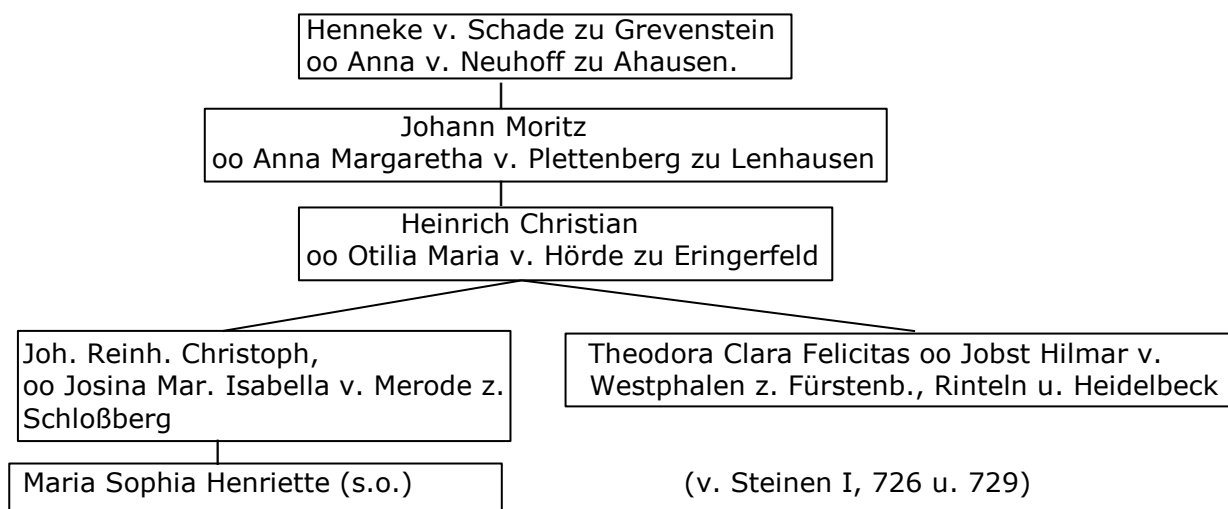 Henneke v. Schade zu Grevenstein
oo Anna v. Neuhoff zu Ahausen.
Johann Moritz
oo Anna Margaretha v. Plettenberg zu Lenhausen
Heinrich Christian
oo Otilia Maria v. Hörde zu Eringerfeld
Joh. Reinh. Christoph,
oo Josina Mar. Isabella v. Merode z.
Schloßberg
Theodora Clara Felicitas oo Jobst Hilmar v.
Westphalen z. Fürstenb., Rinteln u. Heidelbeck
Maria Sophia Henriette (s.o.)
(v. Steinen I, 726 u. 729)